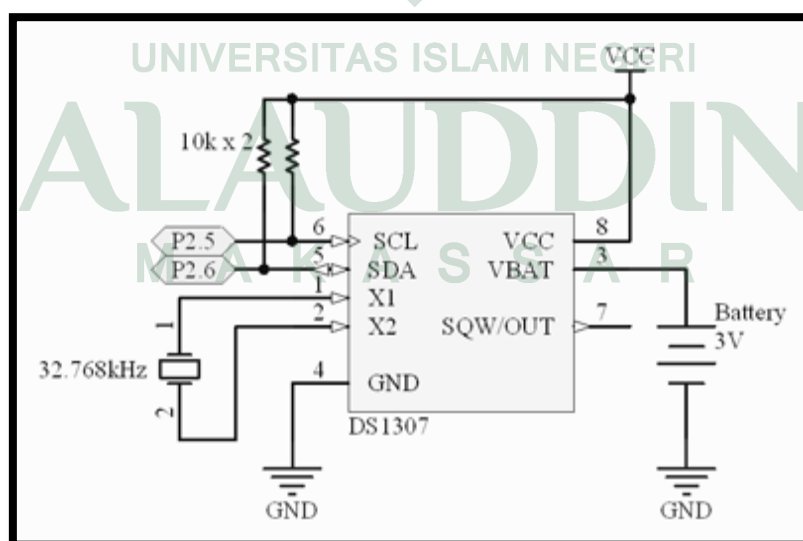 UNIVERSITAS ISLAM NEGERI
ALAUDDIN
M A K A S S A R
VCC
10k x 2
P2.5
P2.6
6
5
1
2
4
SCL
SDA
X1
X2
GND
VCC
VBAT
SQW/OUT
8
3
7
DS1307
1
32.768kHz
2
Battery
3V
GND
GND